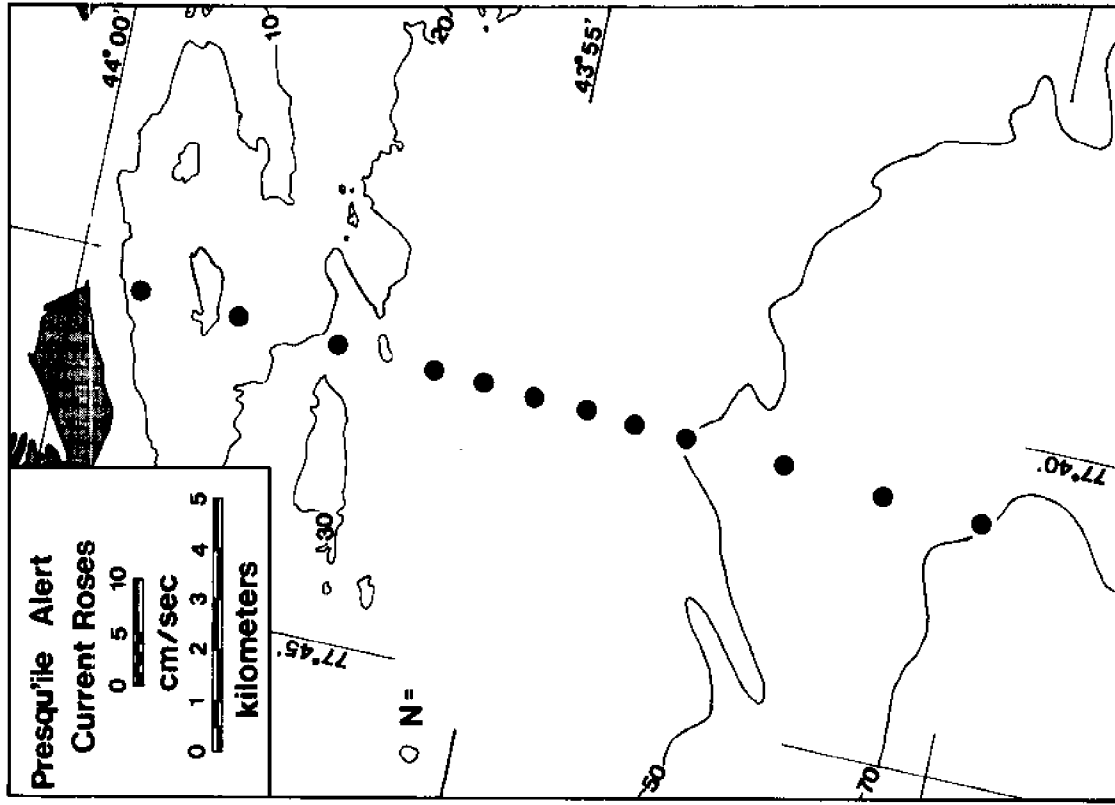 Presqu'ile Alert
Current Roses
0 5 10
cm/sec
0 1 2 3 4 5
kilometers
44°00'
10
20
43°55'
30
77°45'
N=
50
70
77°40'